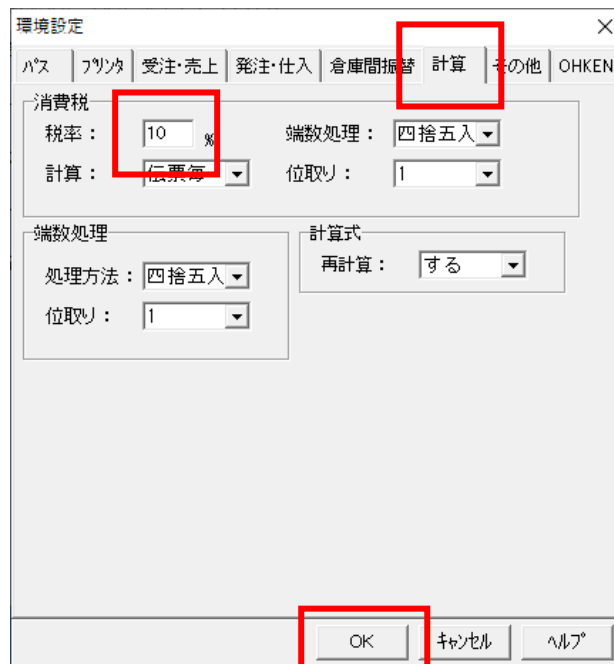 環境設定
パス プリンタ 受注・売上 発注・仕入 倉庫間振替 計算 その他 OHKEN
消費税
税率： 10 % 端数処理： 四捨五入
計算： 伝票毎 位取り： 1
端数処理 計算式
処理方法： 四捨五入 再計算： する
位取り： 1
OK キャンセル ヘルプ